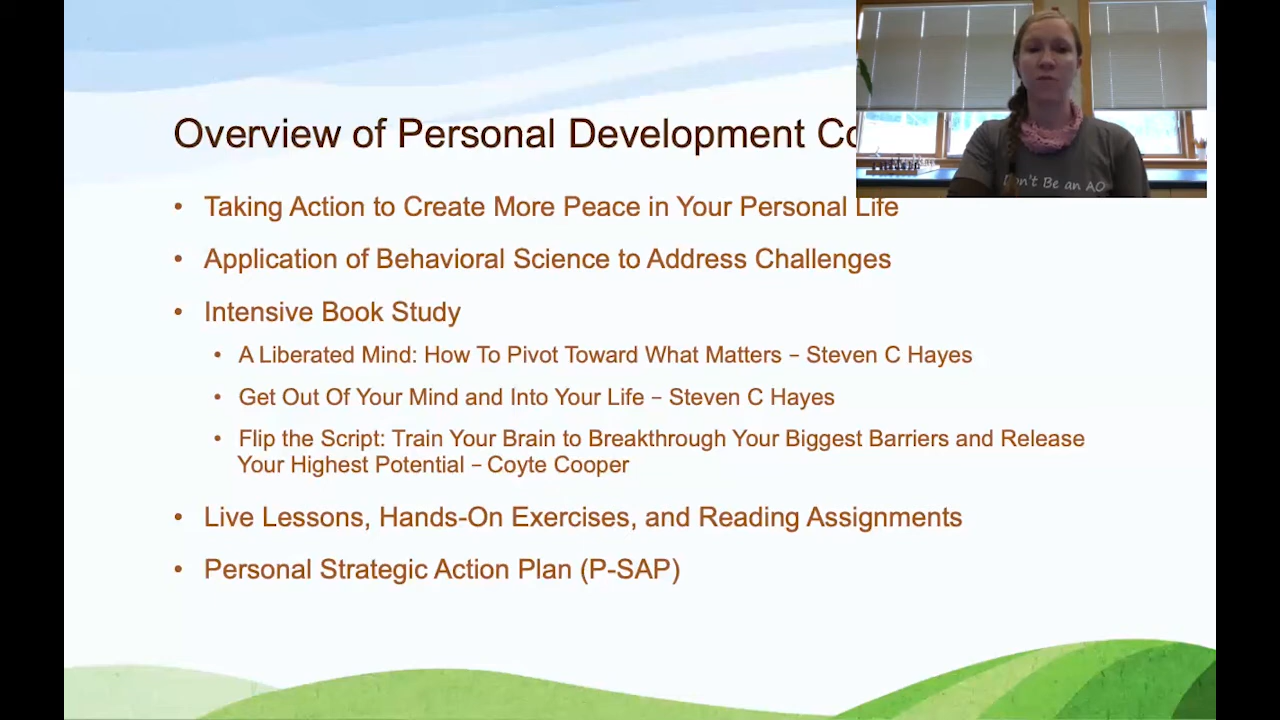 Overview of Personal Development Co
• Taking Action to Create More Peace in Your Personal Life
• Application of Behavioral Science to Address Challenges
• Intensive Book Study
• A Liberated Mind: How To Pivot Toward What Matters – Steven C Hayes
• Get Out Of Your Mind and Into Your Life – Steven C Hayes
• Flip the Script: Train Your Brain to Breakthrough Your Biggest Barriers and Release
Your Highest Potential – Coyte Cooper
• Live Lessons, Hands-On Exercises, and Reading Assignments
• Personal Strategic Action Plan (P-SAP)
Don't Be an AO